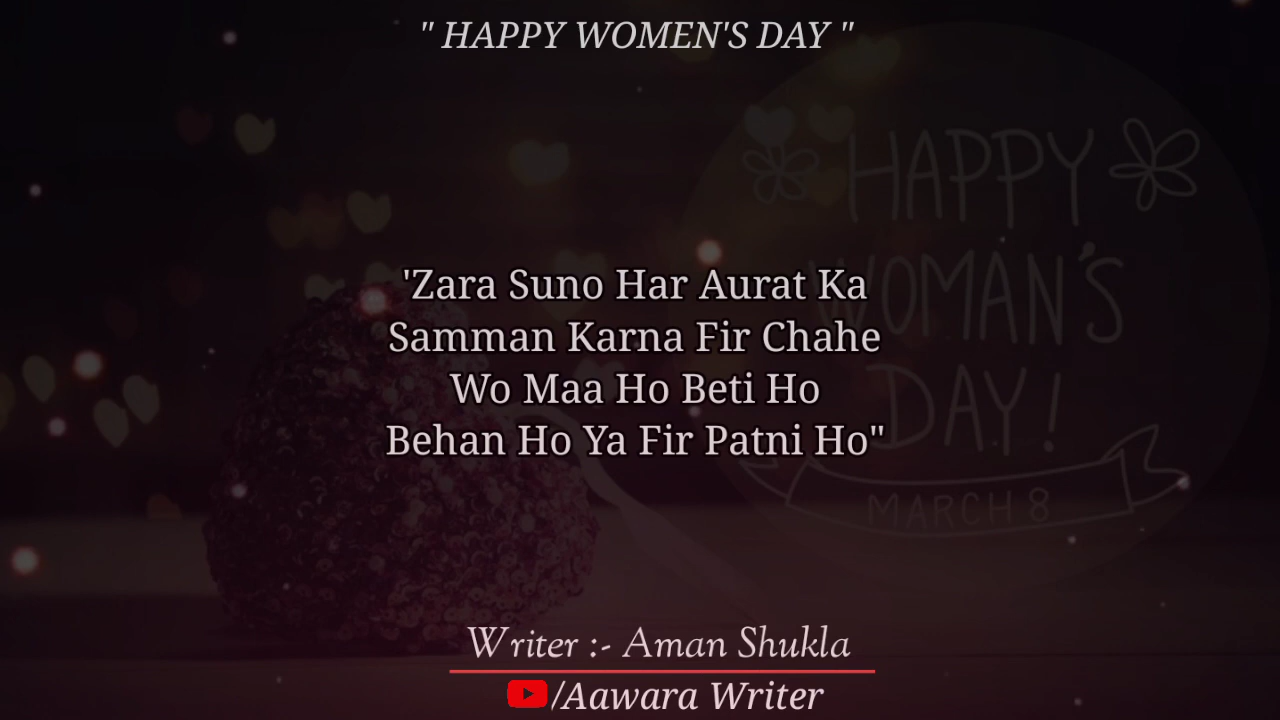 " HAPPY WOMEN'S DAY "
HAPPY
WOMAN'S
DAY!
MARCH 8
'Zara Suno Har Aurat Ka
Samman Karna Fir Chahe
Wo Maa Ho Beti Ho
Behan Ho Ya Fir Patni Ho"
Writer :- Aman Shukla
/Aawara Writer